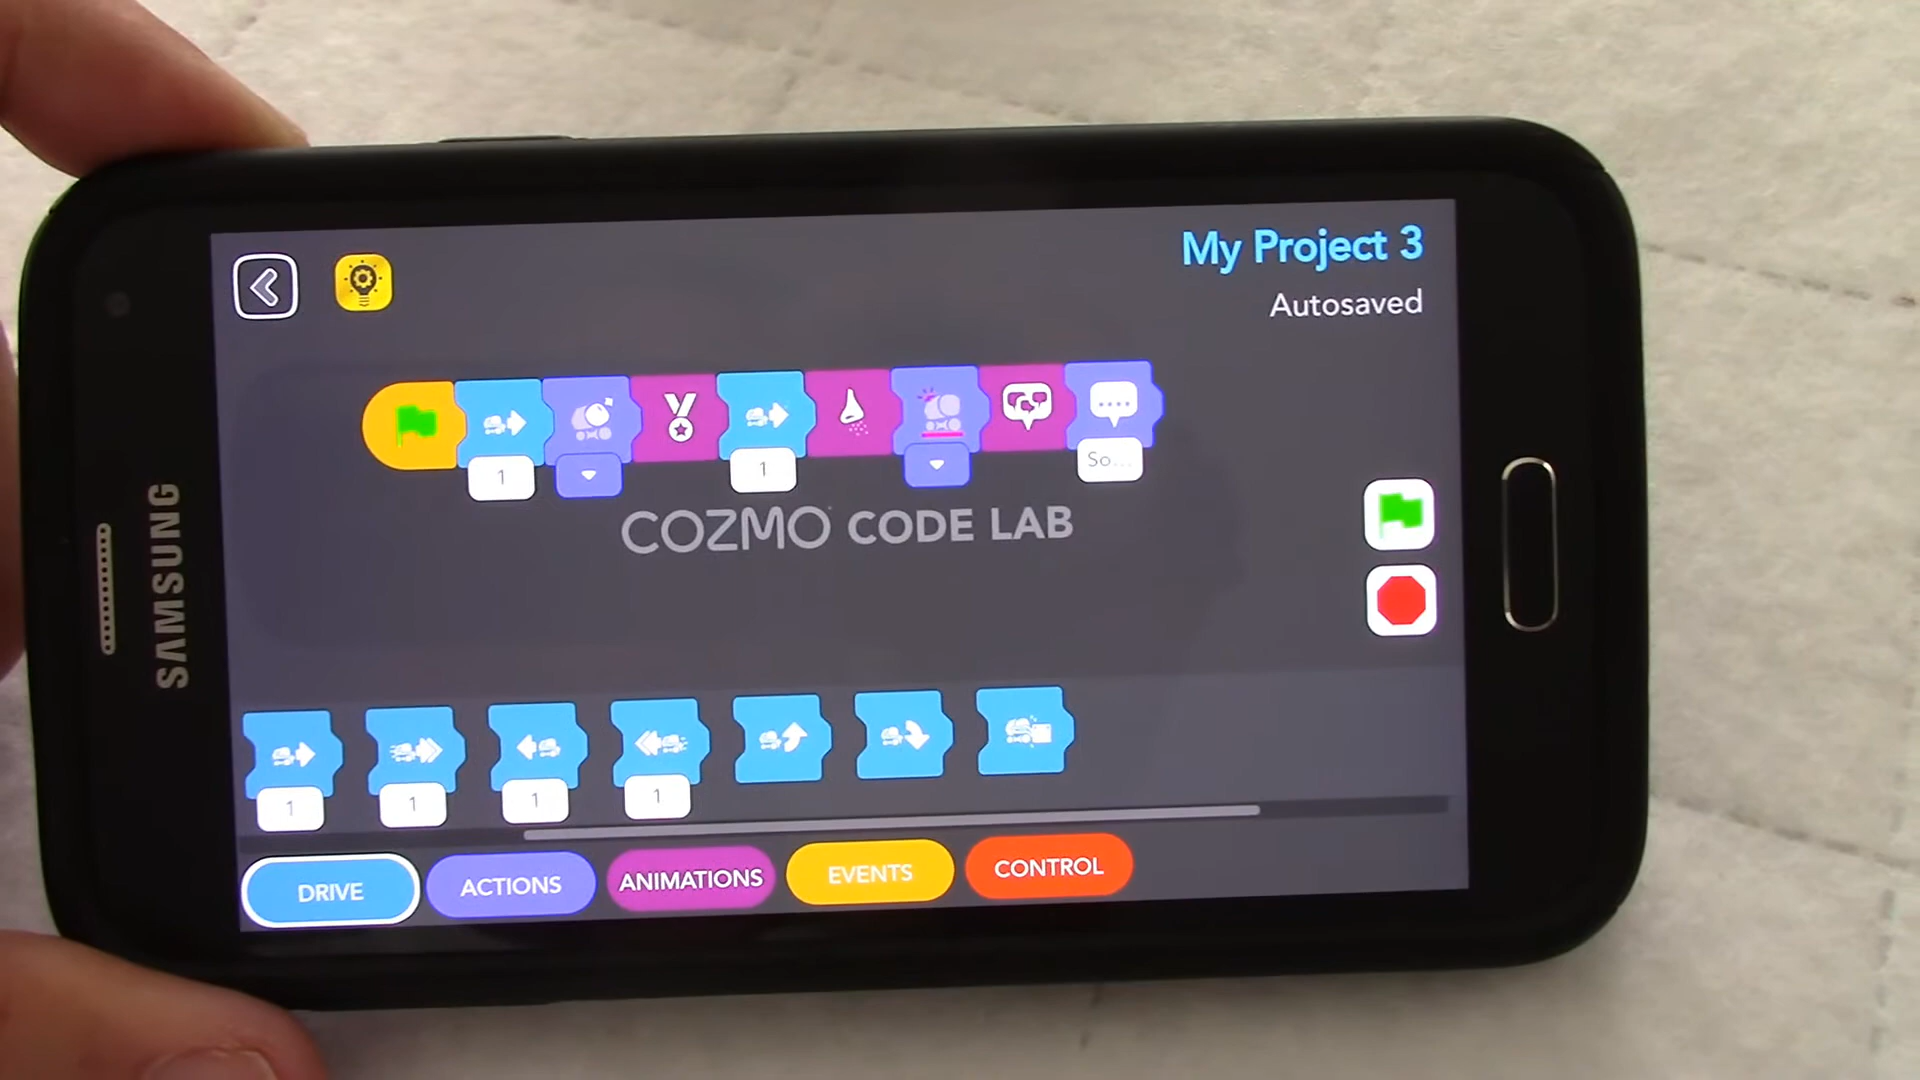 SAMSUNG
My Project 3
Autosaved
1
1
So...
COZMO CODE LAB
1
1
1
1
DRIVE
ACTIONS
ANIMATIONS
EVENTS
CONTROL